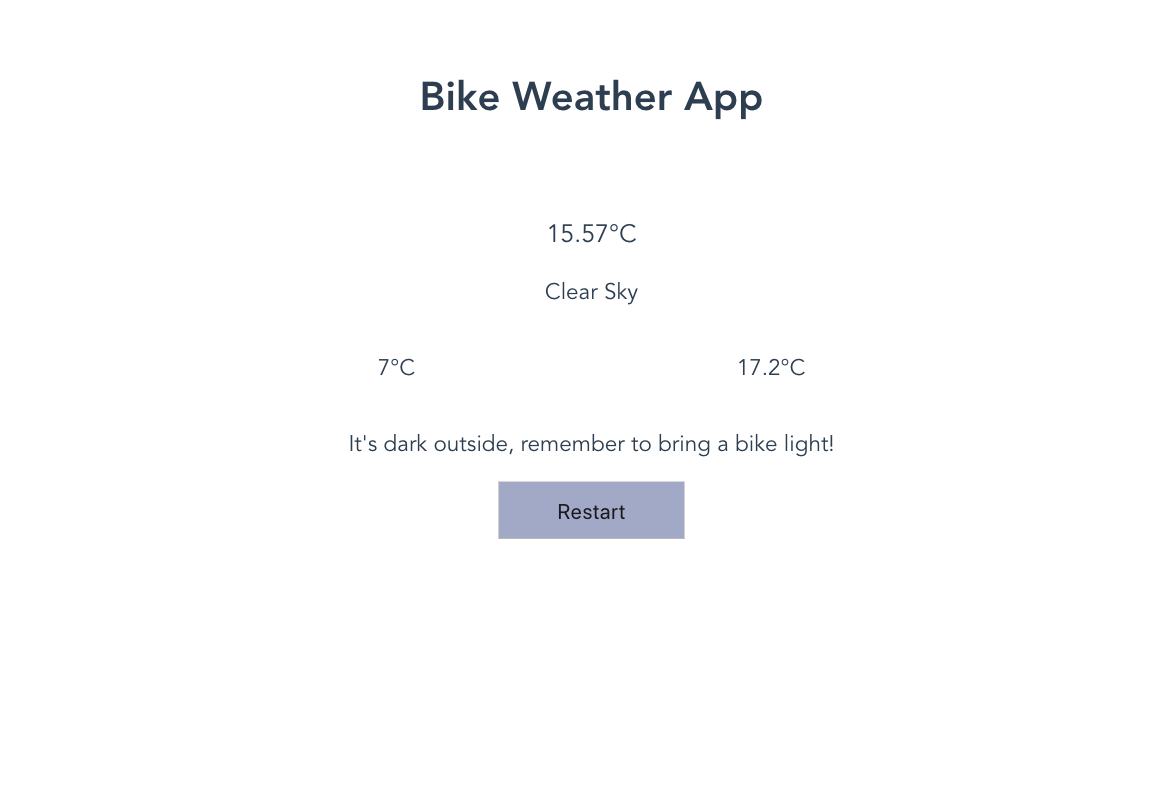 Bike Weather App
15.57°C
Clear Sky
7°C 17.2°C
It's dark outside, remember to bring a bike light!
Restart